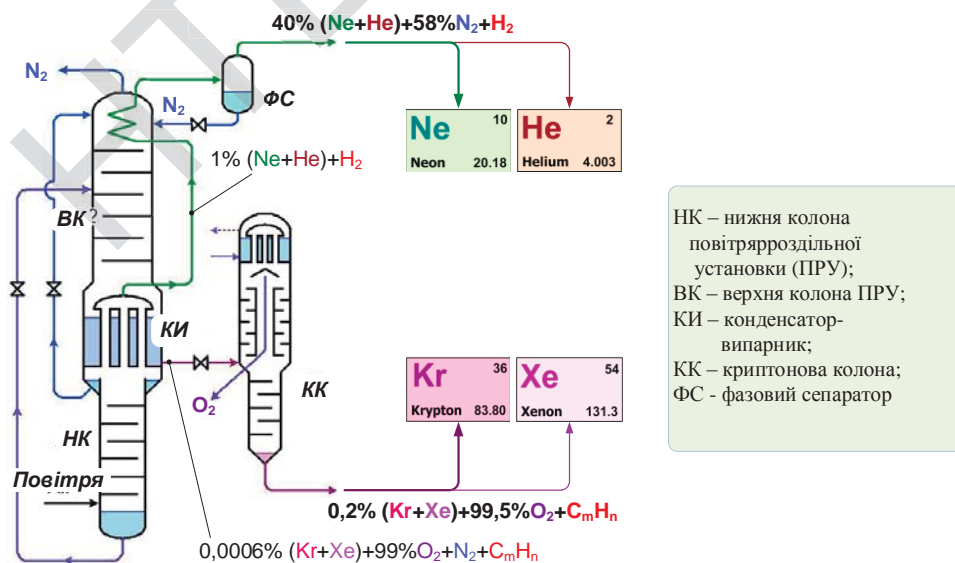 40% (Ne+He)+58%N₂+H₂
N₂
ФС
N₂
Ne 10
Neon 20.18
He 2
Helium 4.003
1% (Ne+He)+H₂
ВК ?
КИ
КК
O₂
НК
Повітря
Kr 36
Krypton 83.80
Xe 54
Xenon 131.3
0,2% (Kr+Xe)+99,5%O₂+CmHn
0,0006% (Kr+Xe)+99%O₂+N₂+CmHn
НК – нижня колона
повітрярроздільної
установки (ПРУ);
ВК – верхня колона ПРУ;
КИ – конденсатор-
випарник;
КК – криптонова колона;
ФС - фазовий сепаратор